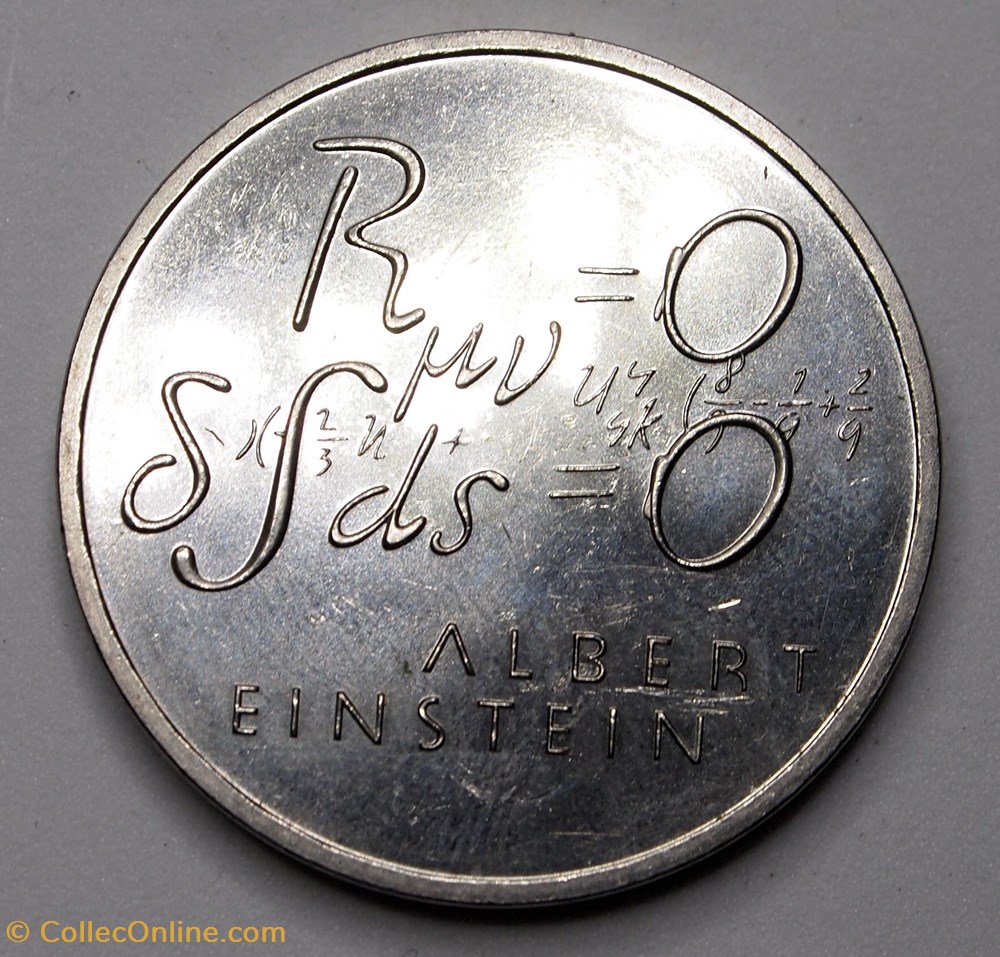 Rμν = 0
δ∫ds = 0
ALBERT
EINSTEIN
© CollecOnline.com